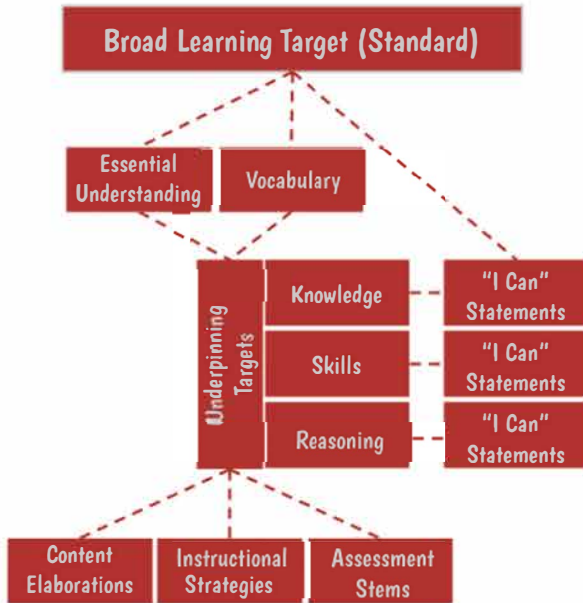 Broad Learning Target (Standard)
Essential
Understanding
Vocabulary
Underpinning
Targets
Knowledge
"I Can"
Statements
Skills
"I Can"
Statements
Reasoning
"I Can"
Statements
Content
Elaborations
Instructional
Strategies
Assessment
Stems